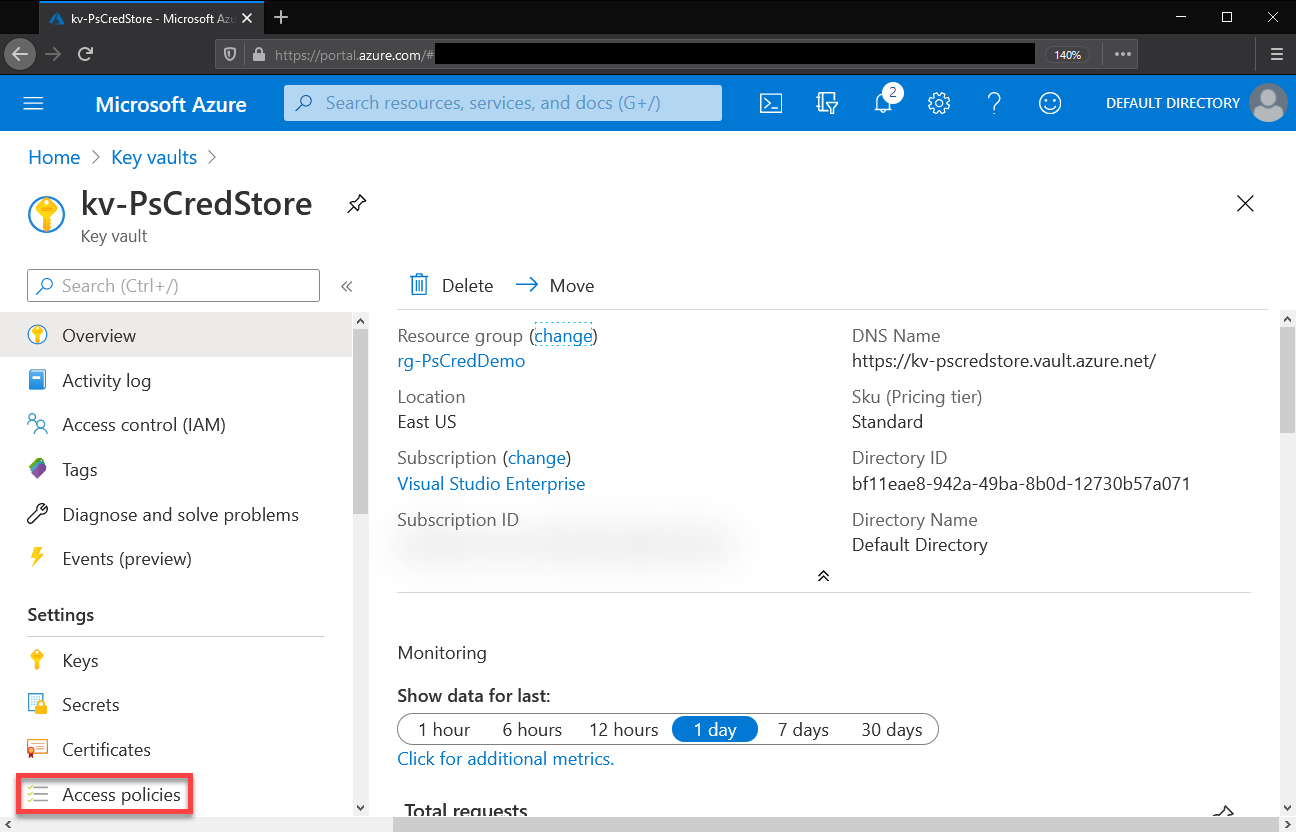 kv-PsCredStore - Microsoft Azu
https://portal.azure.com/#
140%
Microsoft Azure
Search resources, services, and docs (G+/)
2
DEFAULT DIRECTORY
Home > Key vaults >
kv-PsCredStore
Key vault
Search (Ctrl+/)
Overview
Activity log
Access control (IAM)
Tags
Diagnose and solve problems
Events (preview)
Settings
Keys
Secrets
Certificates
Access policies
Delete
Move
Resource group (change)
rg-PsCredDemo
Location
East US
Subscription (change)
Visual Studio Enterprise
Subscription ID
DNS Name
https://kv-pscredstore.vault.azure.net/
Sku (Pricing tier)
Standard
Directory ID
bf11eae8-942a-49ba-8b0d-12730b57a071
Directory Name
Default Directory
Monitoring
Show data for last:
1 hour 6 hours 12 hours 1 day 7 days 30 days
Click for additional metrics.
Total requests